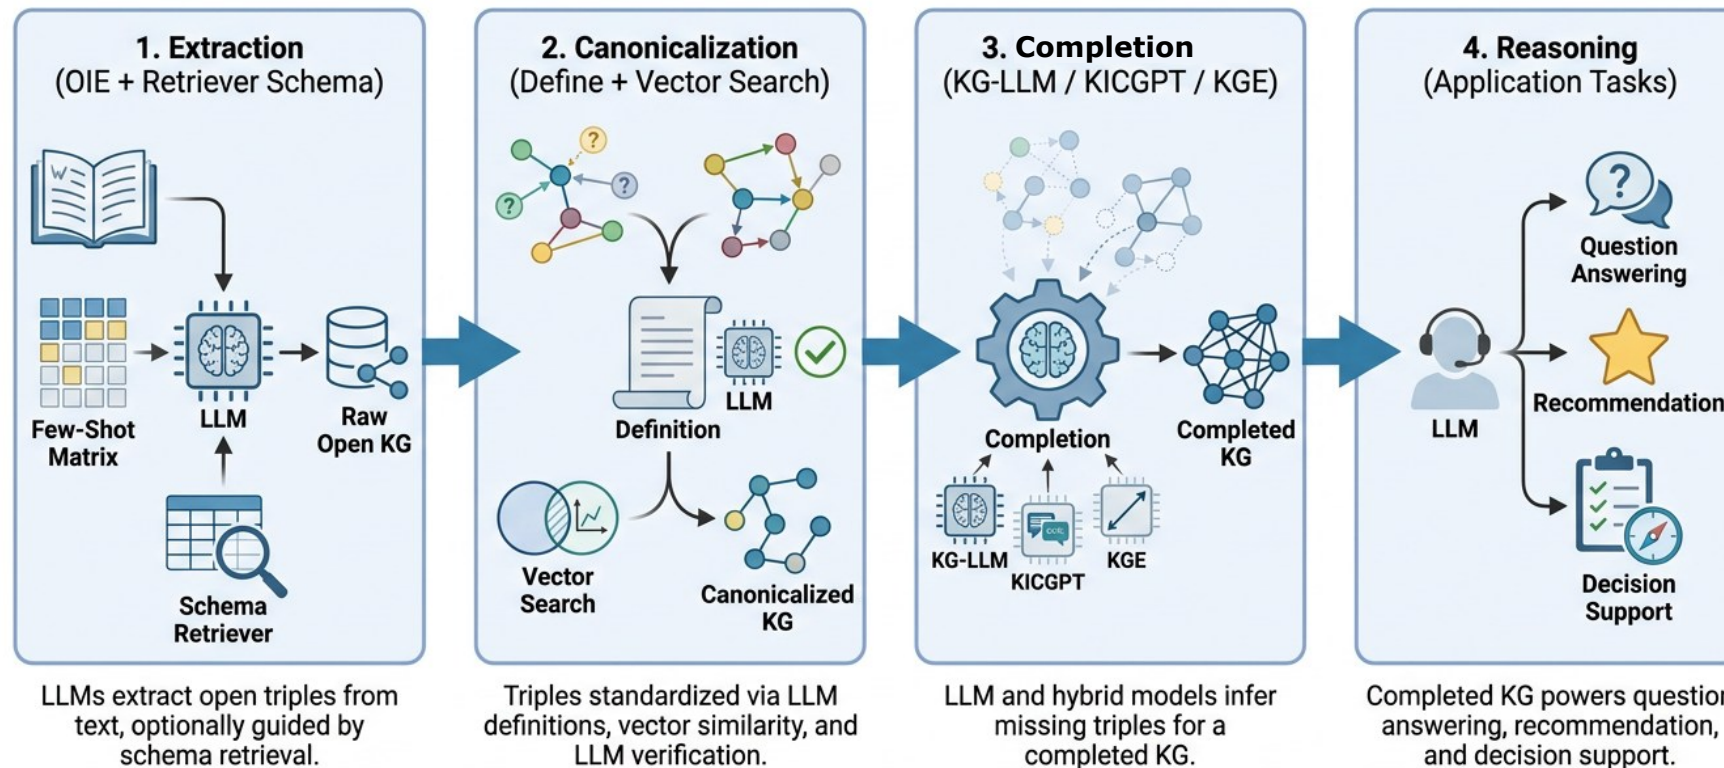 1. Extraction
(OIE + Retriever Schema)
W
Few-Shot
Matrix
LLM
Raw
Open KG
Schema
Retriever
LLMs extract open triples from
text, optionally guided by
schema retrieval.
2. Canonicalization
(Define + Vector Search)
?
?
?
LLM
Definition
Vector
Search
Canonicalized
KG
Triples standardized via LLM
definitions, vector similarity, and
LLM verification.
3. Completion
(KG-LLM / KICGPT / KGE)
Completion
Completed
KG
KG-LLM
KICGPT
KGE
LLM and hybrid models infer
missing triples for a
completed KG.
4. Reasoning
(Application Tasks)
?
Question
Answering
LLM
Recommendation
Decision
Support
Completed KG powers question
answering, recommendation,
and decision support.